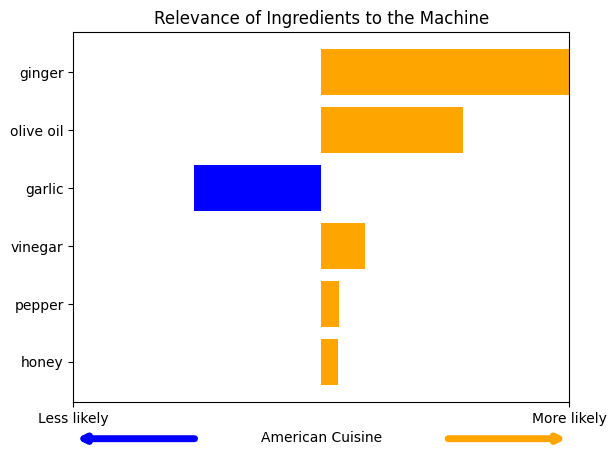 Relevance of Ingredients to the Machine
ginger
olive oil
garlic
vinegar
pepper
honey
Less likely More likely
American Cuisine